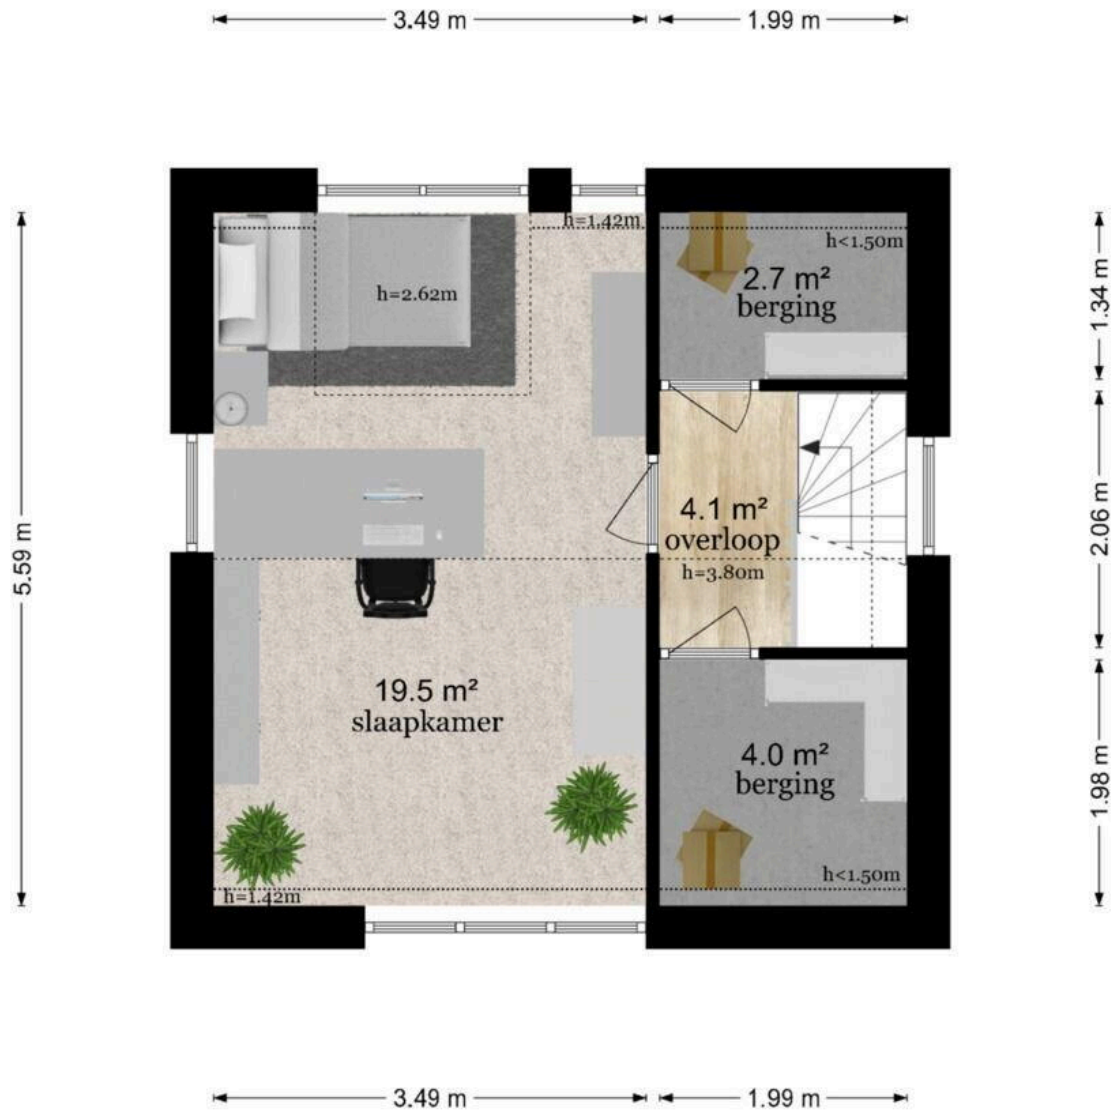 3.49 m
1.99 m
h=1.42m
h<1.50m
2.7 m²
berging
h=2.62m
1.34 m
4.1 m²
overloop
h=3.80m
5.59 m
2.06 m
19.5 m²
slaapkamer
4.0 m²
berging
1.98 m
h<1.50m
h=1.42m
3.49 m
1.99 m